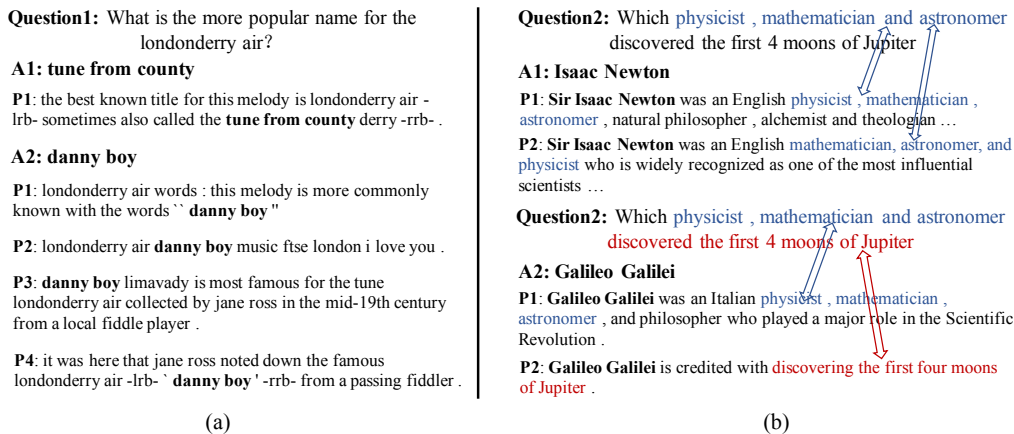 Question1: What is the more popular name for the
londonderry air?
A1: tune from county
P1: the best known title for this melody is londonderry air -
lrb- sometimes also called the tune from county derry -rrb- .
A2: danny boy
P1: londonderry air words : this melody is more commonly
known with the words `` danny boy ''
P2: londonderry air danny boy music ftse london i love you .
P3: danny boy limavady is most famous for the tune
londonderry air collected by jane ross in the mid-19th century
from a local fiddle player .
P4: it was here that jane ross noted down the famous
londonderry air -lrb- ` danny boy ' -rrb- from a passing fiddler .
(a)
Question2: Which physicist , mathematician and astronomer
discovered the first 4 moons of Jupiter
A1: Isaac Newton
P1: Sir Isaac Newton was an English physicist , mathematician ,
astronomer , natural philosopher , alchemist and theologian …
P2: Sir Isaac Newton was an English mathematician, astronomer, and
physicist who is widely recognized as one of the most influential
scientists …
Question2: Which physicist , mathematician and astronomer
discovered the first 4 moons of Jupiter
A2: Galileo Galilei
P1: Galileo Galilei was an Italian physicist , mathematician ,
astronomer , and philosopher who played a major role in the Scientific
Revolution .
P2: Galileo Galilei is credited with discovering the first four moons
of Jupiter .
(b)